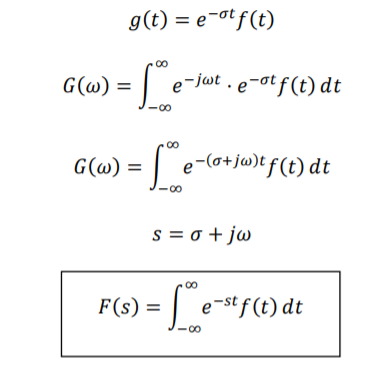 g(t) = e^{-σt} f(t)
G(ω) = ∫_{-∞}^{∞} e^{-jωt} · e^{-σt} f(t) dt
G(ω) = ∫_{-∞}^{∞} e^{-(σ+jω)t} f(t) dt
s = σ + jω
F(s) = ∫_{-∞}^{∞} e^{-st} f(t) dt